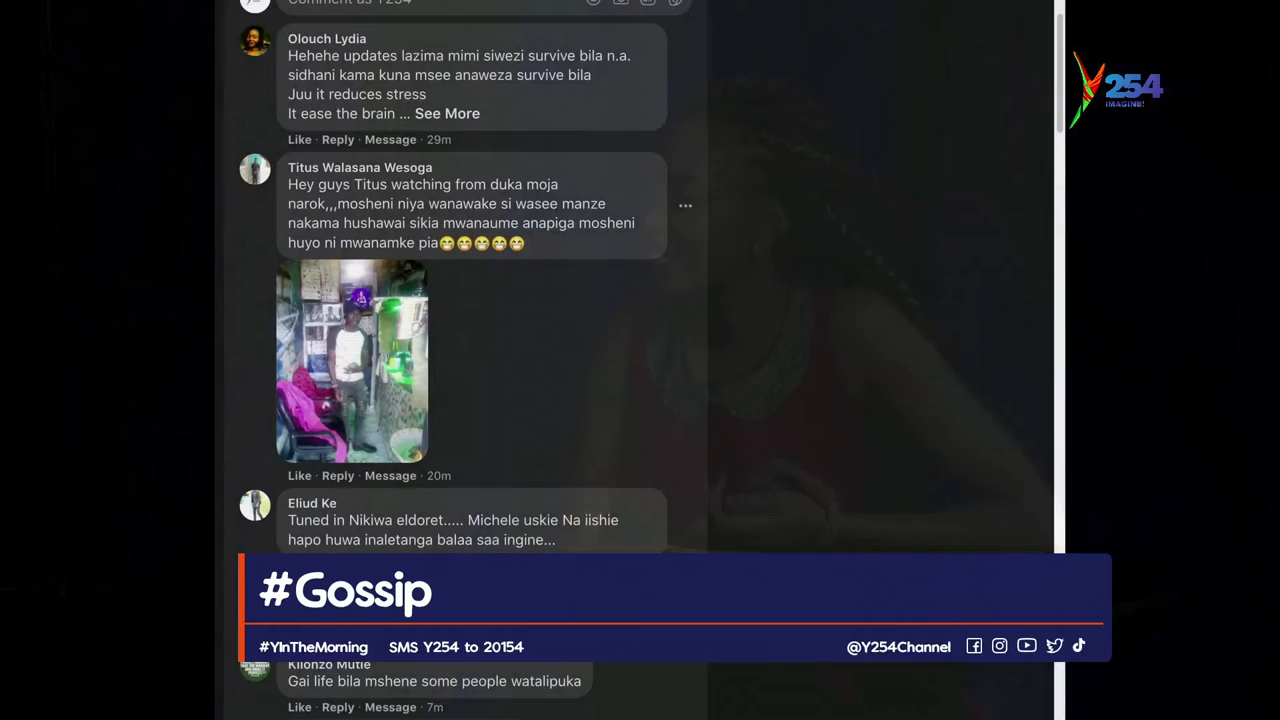 Comment as Y254
Olouch Lydia
Hehehe updates lazima mimi siwezi survive bila n.a.
sidhani kama kuna msee anaweza survive bila
Juu it reduces stress
It ease the brain ... See More
Like · Reply · Message · 29m
Titus Walasana Wesoga
Hey guys Titus watching from duka moja
narok,,,mosheni niya wanawake si wasee manze
nakama hushawai sikia mwanaume anapiga mosheni
huyo ni mwanamke pia😂😂😂😂😂
Like · Reply · Message · 20m
Eliud Ke
Tuned in Nikiwa eldoret..... Michele uskie Na iishie
hapo huwa inaletanga balaa saa ingine...
#Gossip
#YInTheMorning SMS Y254 to 20154 @Y254Channel
Kilonzo Mutie
Gai life bila mshene some people watalipuka
Like · Reply · Message · 7m
Y254
IMAGINE!